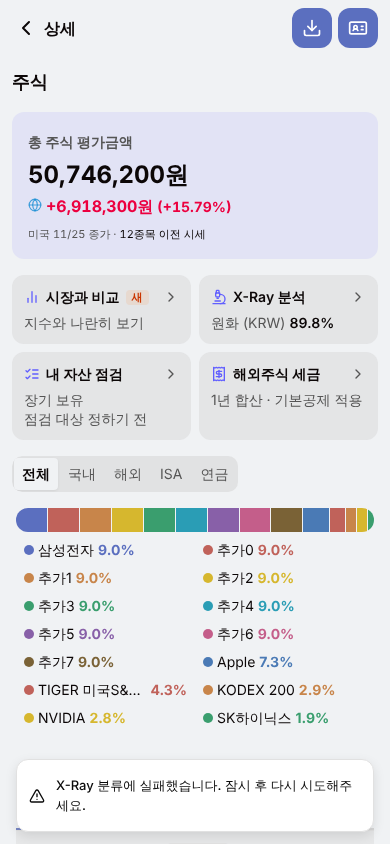 상세
주식
총 주식 평가금액
50,746,200원
+6,918,300원 (+15.79%)
미국 11/25 종가 · 12종목 이전 시세
시장과 비교 새
지수와 나란히 보기
X-Ray 분석
원화 (KRW) 89.8%
내 자산 점검
장기 보유
점검 대상 정하기 전
해외주식 세금
1년 합산 · 기본공제 적용
전체 국내 해외 ISA 연금
삼성전자 9.0% 추가0 9.0%
추가1 9.0% 추가2 9.0%
추가3 9.0% 추가4 9.0%
추가5 9.0% 추가6 9.0%
추가7 9.0% Apple 7.3%
TIGER 미국S&... 4.3% KODEX 200 2.9%
NVIDIA 2.8% SK하이닉스 1.9%
X-Ray 분류에 실패했습니다. 잠시 후 다시 시도해주
세요.